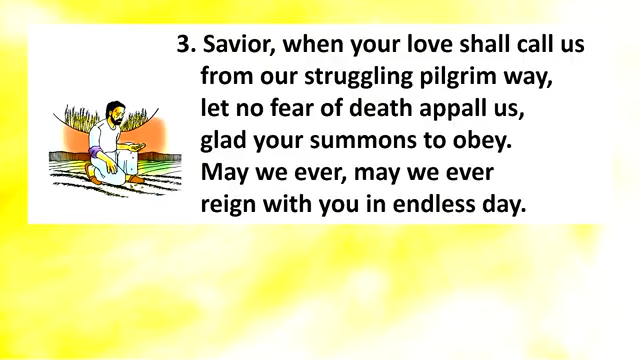 3. Savior, when your love shall call us
from our struggling pilgrim way,
let no fear of death appall us,
glad your summons to obey.
May we ever, may we ever
reign with you in endless day.